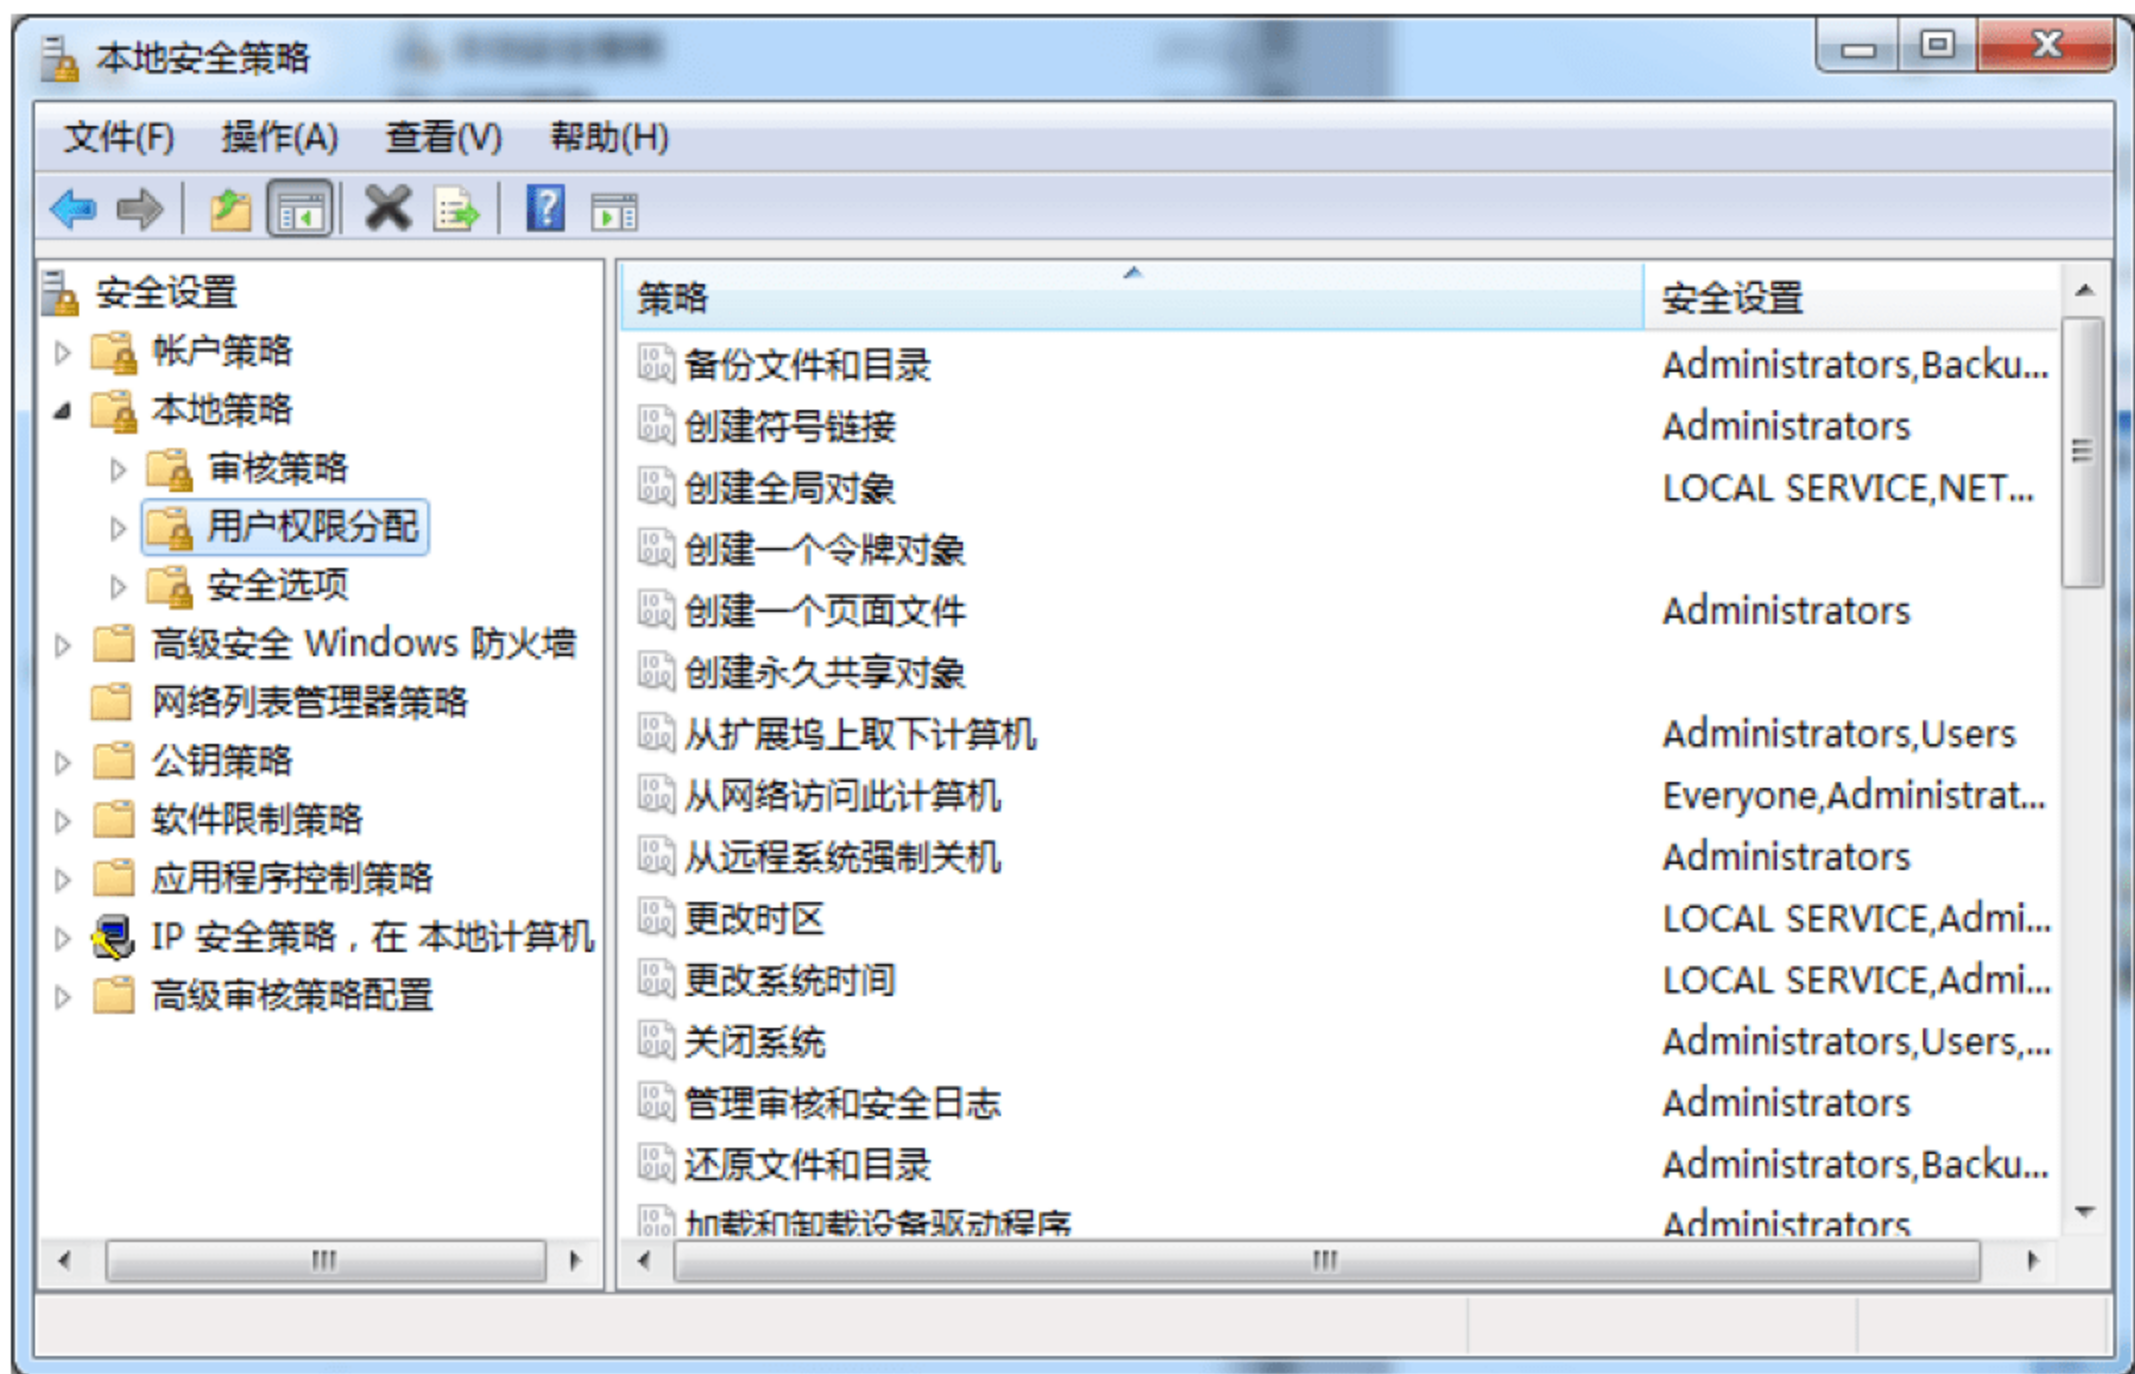 本地安全策略
文件(F) 操作(A) 查看(V) 帮助(H)
安全设置
帐户策略
本地策略
审核策略
用户权限分配
安全选项
高级安全 Windows 防火墙
网络列表管理器策略
公钥策略
软件限制策略
应用程序控制策略
IP 安全策略，在 本地计算机
高级审核策略配置
策略 安全设置
备份文件和目录 Administrators,Backu...
创建符号链接 Administrators
创建全局对象 LOCAL SERVICE,NET...
创建一个令牌对象
创建一个页面文件 Administrators
创建永久共享对象
从扩展坞上取下计算机 Administrators,Users
从网络访问此计算机 Everyone,Administrat...
从远程系统强制关机 Administrators
更改时区 LOCAL SERVICE,Admi...
更改系统时间 LOCAL SERVICE,Admi...
关闭系统 Administrators,Users,...
管理审核和安全日志 Administrators
还原文件和目录 Administrators,Backu...
加载和卸载设备驱动程序 Administrators